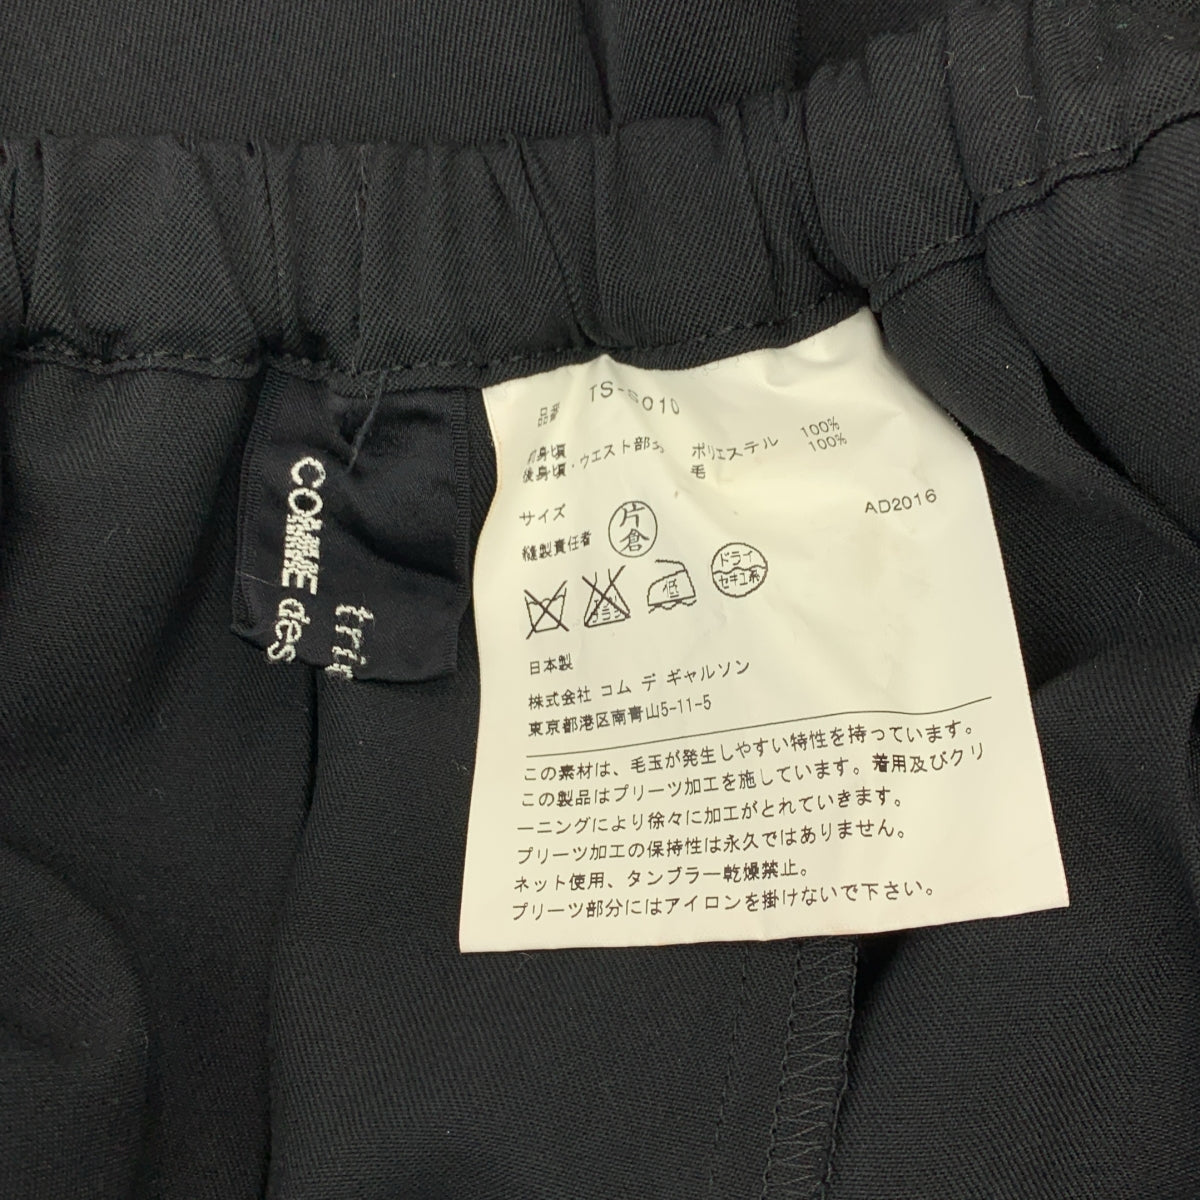 COMME des
tric
品番 TS-S010
前身頃 ポリエステル 100%
後身頃・ウエスト部分 毛 100%
サイズ AD2016
縫製責任者 片倉
低
ドライ
セキユ系
日本製
株式会社 コム デ ギャルソン
東京都港区南青山5-11-5
この素材は、毛玉が発生しやすい特性を持っています。
この製品はプリーツ加工を施しています。着用及びクリ
ーニングにより徐々に加工がとれていきます。
プリーツ加工の保持性は永久ではありません。
ネット使用、タンブラー乾燥禁止。
プリーツ部分にはアイロンを掛けないで下さい。